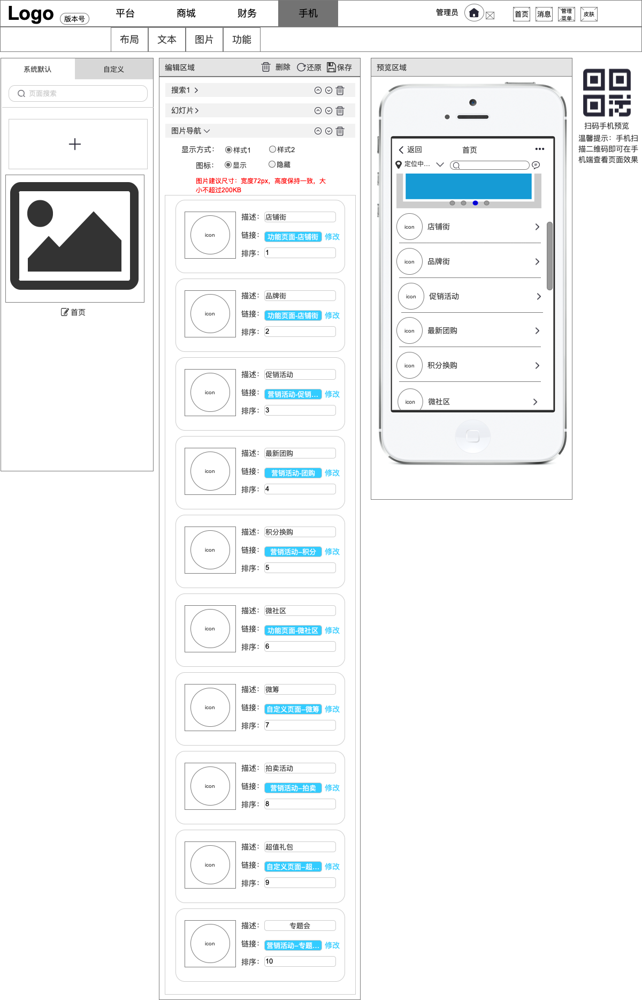 Logo 版本号 平台 商城 财务 手机 管理员 首页 消息 管理菜单 皮肤
布局 文本 图片 功能
系统默认 自定义
页面搜索
首页
编辑区域 删除 还原 保存
搜索1
幻灯片
图片导航
显示方式： 样式1 样式2
图标： 显示 隐藏
图片建议尺寸：宽度72px，高度保持一致，大
小不超过200KB
icon
描述： 店铺街
链接： 功能页面-店铺街 修改
排序： 1
icon
描述： 品牌街
链接： 功能页面-店铺街 修改
排序： 2
icon
描述： 促销活动
链接： 营销活动-促销... 修改
排序： 3
icon
描述： 最新团购
链接： 营销活动-团购 修改
排序： 4
icon
描述： 积分换购
链接： 营销活动–积分 修改
排序： 5
icon
描述： 微社区
链接： 功能页面-微社区 修改
排序： 6
icon
描述： 微筹
链接： 自定义页面–微筹 修改
排序： 7
icon
描述： 拍卖活动
链接： 营销活动–拍卖 修改
排序： 8
icon
描述： 超值礼包
链接： 自定义页面–超... 修改
排序： 9
icon
描述： 专题会
链接： 营销活动–专题... 修改
排序： 10
预览区域
返回 首页
定位中...
icon 店铺街
icon 品牌街
icon 促销活动
icon 最新团购
icon 积分换购
icon 微社区
扫码手机预览
温馨提示：手机扫
描二维码即可在手
机端查看页面效果